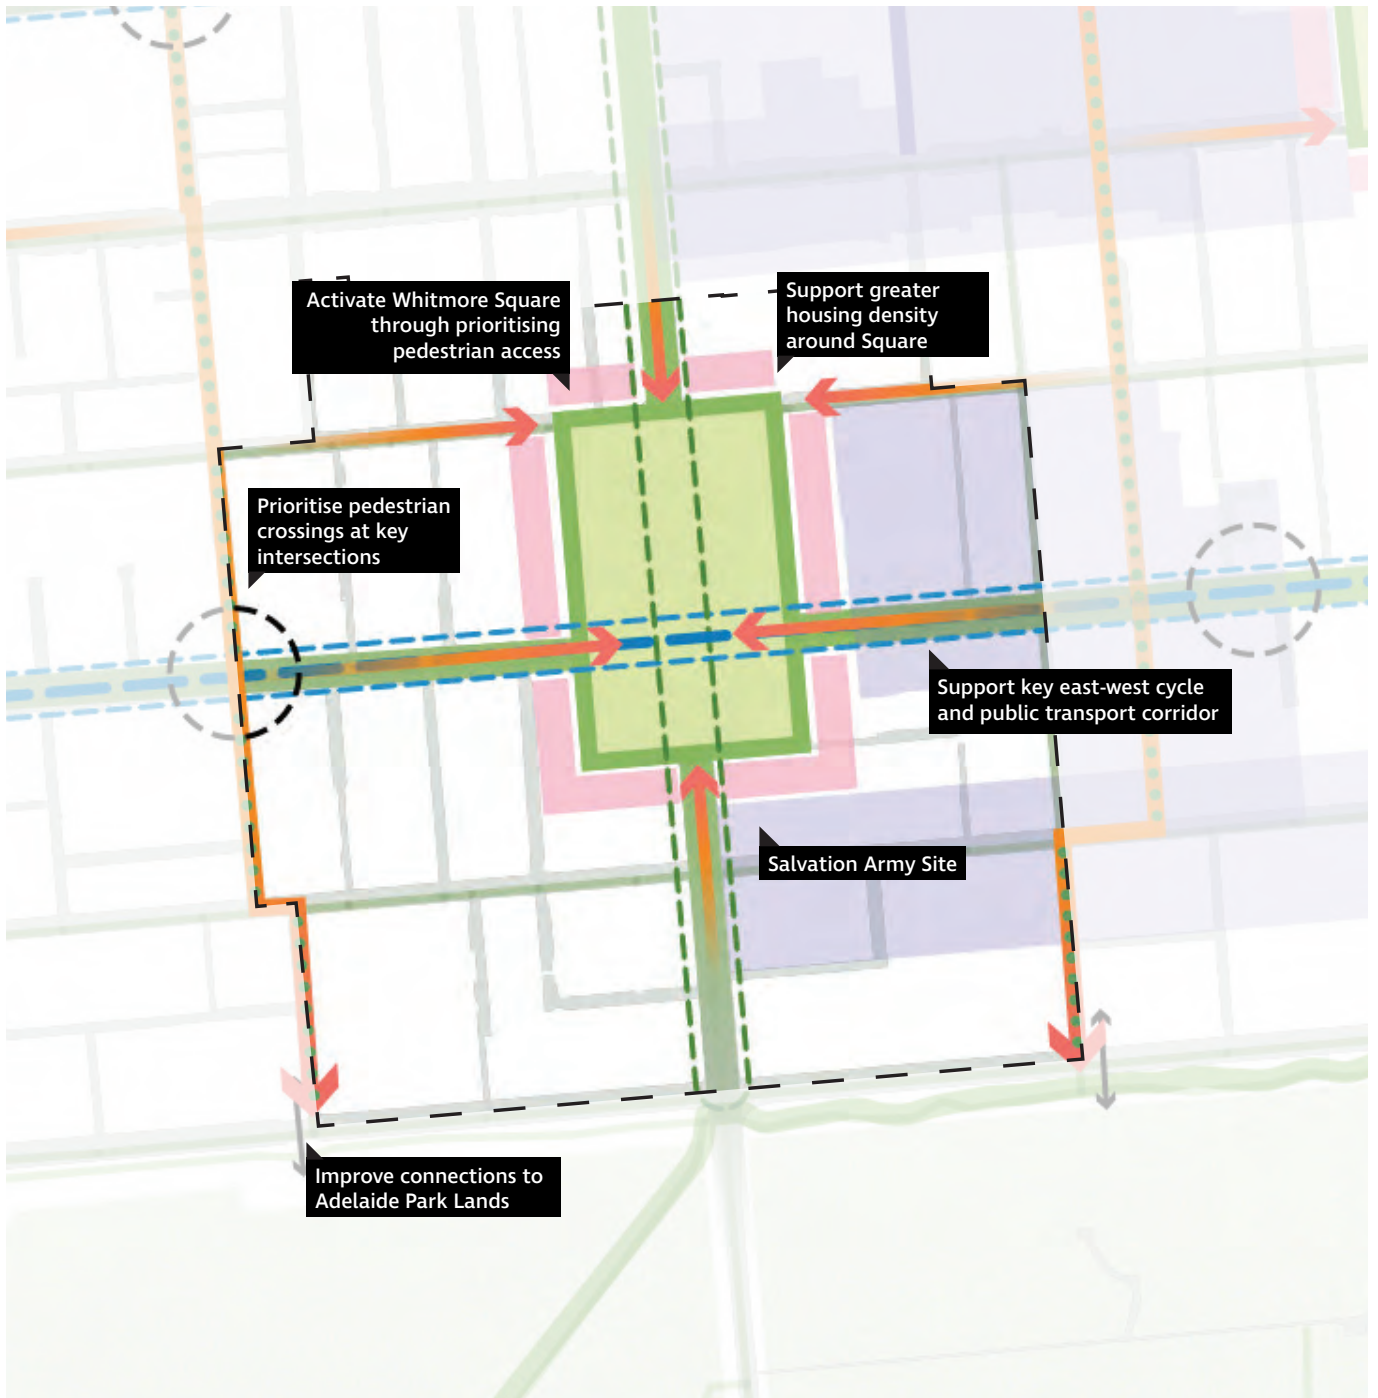 Activate Whitmore Square
through prioritising
pedestrian access
Support greater
housing density
around Square
Prioritise pedestrian
crossings at key
intersections
Support key east-west cycle
and public transport corridor
Salvation Army Site
Improve connections to
Adelaide Park Lands